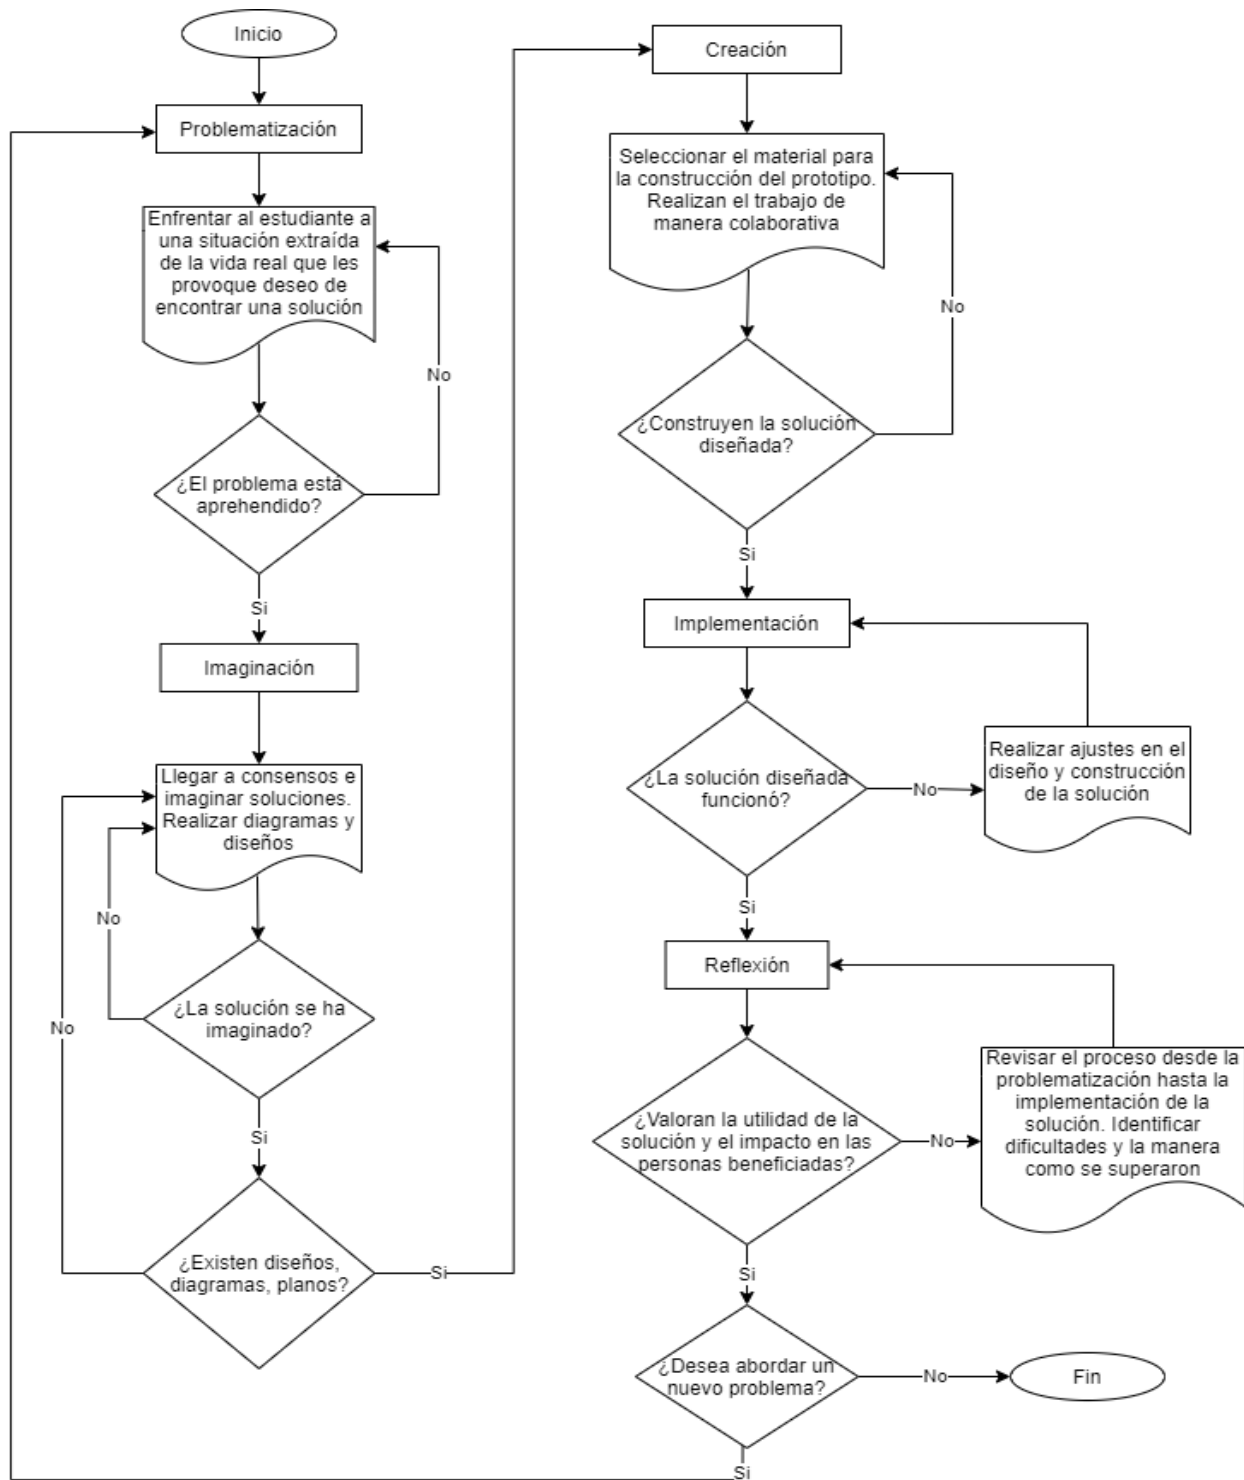 Inicio
Problematización
Enfrentar al estudiante a
una situación extraída
de la vida real que les
provoque deseo de
encontrar una solución
No
¿El problema está
aprehendido?
Si
Imaginación
Llegar a consensos e
imaginar soluciones.
Realizar diagramas y
diseños
No
¿La solución se ha
imaginado?
No
Si
¿Existen diseños,
diagramas, planos?
Si
Creación
Seleccionar el material para
la construcción del prototipo.
Realizan el trabajo de
manera colaborativa
No
¿Construyen la solución
diseñada?
Si
Implementación
¿La solución diseñada
funcionó?
No
Realizar ajustes en el
diseño y construcción
de la solución
Si
Reflexión
¿Valoran la utilidad de la
solución y el impacto en las
personas beneficiadas?
No
Revisar el proceso desde la
problematización hasta la
implementación de la
solución. Identificar
dificultades y la manera
como se superaron
Si
¿Desea abordar un
nuevo problema?
No
Fin
Si